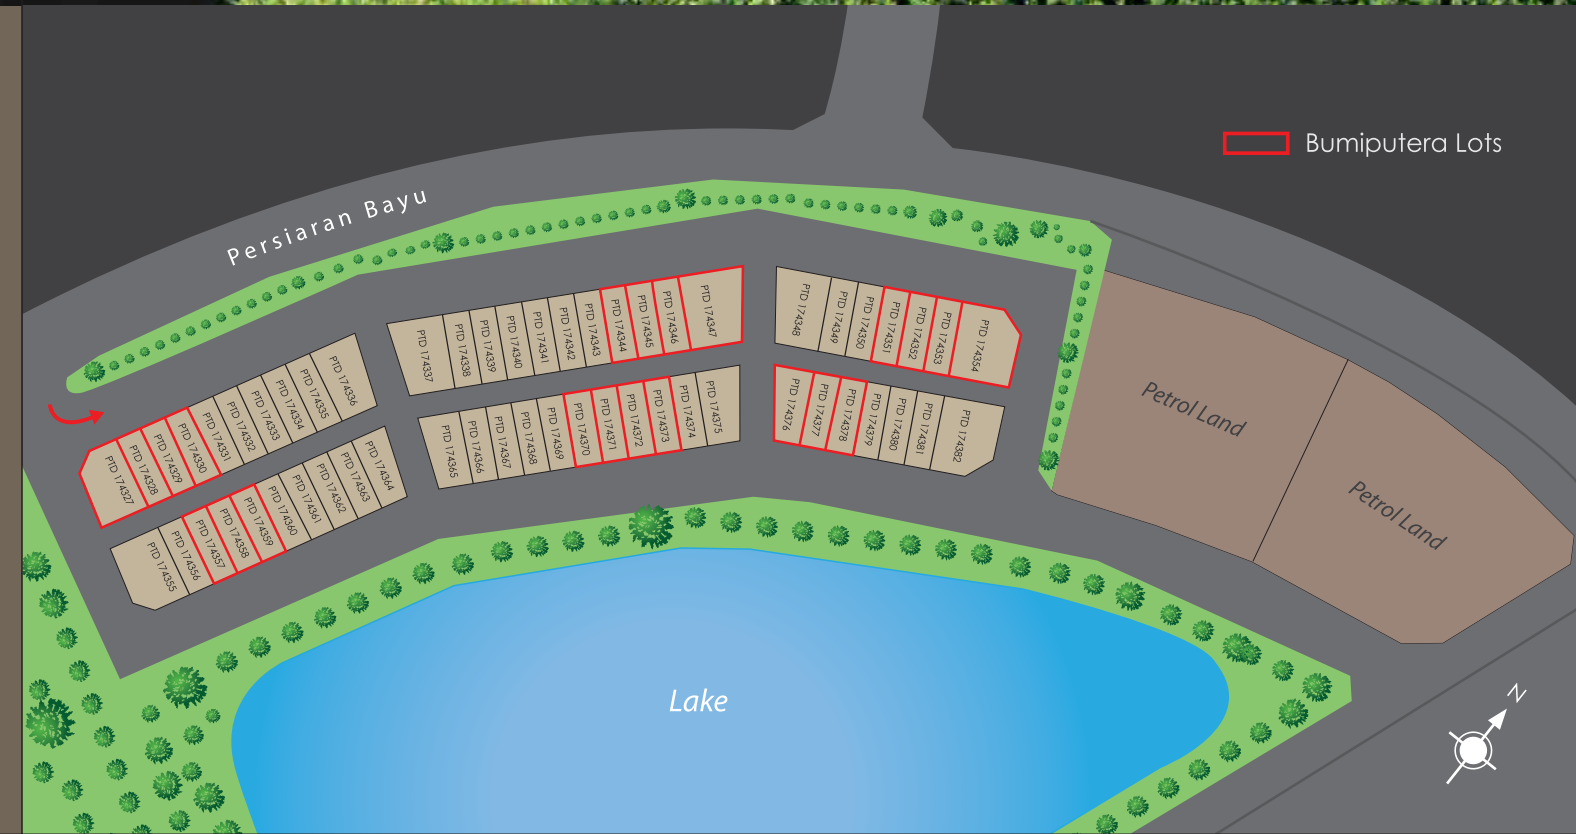 Bumiputera Lots
Persiaran Bayu
PTD 174327
PTD 174328
PTD 174329
PTD 174330
PTD 174331
PTD 174332
PTD 174333
PTD 174334
PTD 174335
PTD 174336
PTD 174337
PTD 174338
PTD 174339
PTD 174340
PTD 174341
PTD 174342
PTD 174343
PTD 174344
PTD 174345
PTD 174346
PTD 174347
PTD 174348
PTD 174349
PTD 174350
PTD 174351
PTD 174352
PTD 174353
PTD 174354
PTD 174355
PTD 174356
PTD 174357
PTD 174358
PTD 174359
PTD 174360
PTD 174361
PTD 174362
PTD 174363
PTD 174364
PTD 174365
PTD 174366
PTD 174367
PTD 174368
PTD 174369
PTD 174370
PTD 174371
PTD 174372
PTD 174373
PTD 174374
PTD 174375
PTD 174376
PTD 174377
PTD 174378
PTD 174379
PTD 174380
PTD 174381
PTD 174382
Petrol Land
Petrol Land
Lake
N